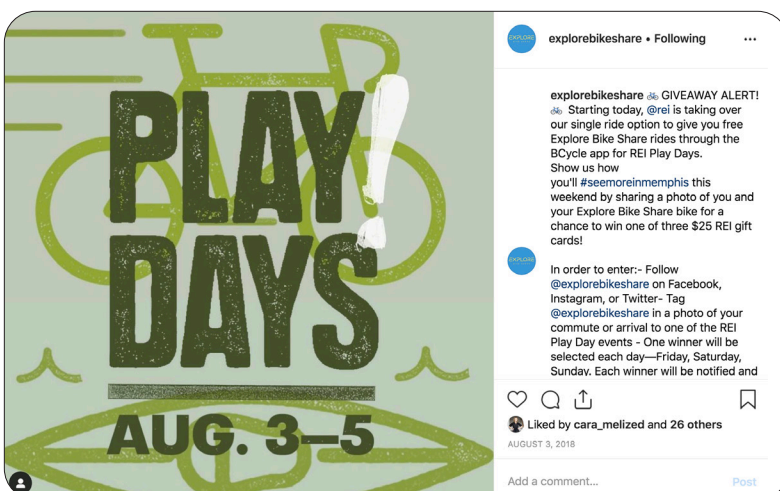 PLAY
DAYS!
AUG. 3—5
EXPLORE
explorebikeshare • Following
explorebikeshare 🚲 GIVEAWAY ALERT!
🚲 Starting today, @rei is taking over
our single ride option to give you free
Explore Bike Share rides through the
BCycle app for REI Play Days.
Show us how
you'll #seemoreinmemphis this
weekend by sharing a photo of you and
your Explore Bike Share bike for a
chance to win one of three $25 REI gift
cards!
EXPLORE
In order to enter:- Follow
@explorebikeshare on Facebook,
Instagram, or Twitter- Tag
@explorebikeshare in a photo of your
commute or arrival to one of the REI
Play Day events - One winner will be
selected each day—Friday, Saturday,
Sunday. Each winner will be notified and
Liked by cara_melized and 26 others
AUGUST 3, 2018
Add a comment...
Post